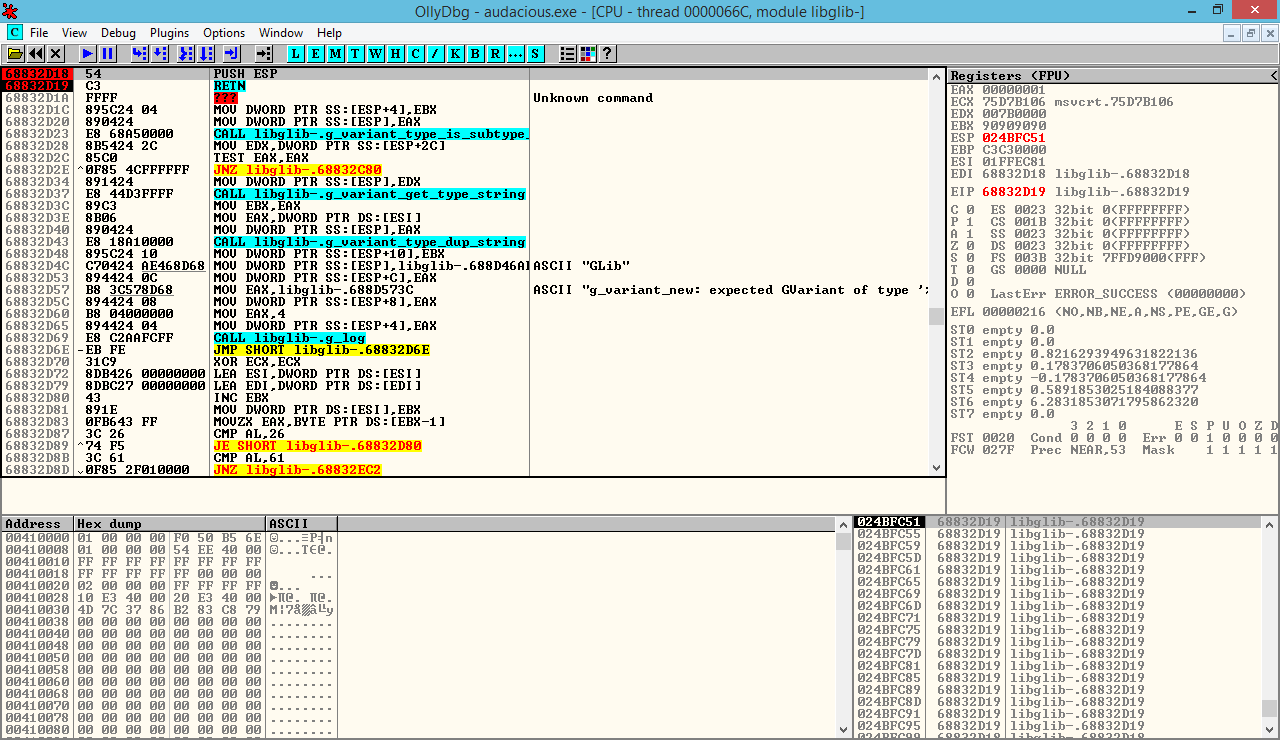 OllyDbg - audacious.exe - [CPU - thread 0000066C, module libglib-]
C File View Debug Plugins Options Window Help
L E M T W H C / K B R ... S ?
68832D18 54 PUSH ESP
68832D19 C3 RETN
68832D1A FFFF ??? Unknown command
68832D1C 895C24 04 MOV DWORD PTR SS:[ESP+4],EBX
68832D20 890424 MOV DWORD PTR SS:[ESP],EAX
68832D23 E8 68A50000 CALL libglib-.g_variant_type_is_subtype_
68832D28 8B5424 2C MOV EDX,DWORD PTR SS:[ESP+2C]
68832D2C 85C0 TEST EAX,EAX
68832D2E ^0F85 4CFFFFFF JNZ libglib-.68832C80
68832D34 891424 MOV DWORD PTR SS:[ESP],EDX
68832D37 E8 44D3FFFF CALL libglib-.g_variant_get_type_string
68832D3C 89C3 MOV EBX,EAX
68832D3E 8B06 MOV EAX,DWORD PTR DS:[ESI]
68832D40 890424 MOV DWORD PTR SS:[ESP],EAX
68832D43 E8 18A10000 CALL libglib-.g_variant_type_dup_string
68832D48 895C24 10 MOV DWORD PTR SS:[ESP+10],EBX
68832D4C C70424 AE468D68 MOV DWORD PTR SS:[ESP],libglib-.688D46A ASCII "GLib"
68832D53 894424 0C MOV DWORD PTR SS:[ESP+C],EAX
68832D57 B8 3C578D68 MOV EAX,libglib-.688D573C ASCII "g_variant_new: expected GVariant of type '
68832D5C 894424 08 MOV DWORD PTR SS:[ESP+8],EAX
68832D60 B8 04000000 MOV EAX,4
68832D65 894424 04 MOV DWORD PTR SS:[ESP+4],EAX
68832D69 E8 C2AAFCFF CALL libglib-.g_log
68832D6E -EB FE JMP SHORT libglib-.68832D6E
68832D70 31C9 XOR ECX,ECX
68832D72 8DB426 00000000 LEA ESI,DWORD PTR DS:[ESI]
68832D79 8DBC27 00000000 LEA EDI,DWORD PTR DS:[EDI]
68832D80 43 INC EBX
68832D81 891E MOV DWORD PTR DS:[ESI],EBX
68832D83 0FB643 FF MOVZX EAX,BYTE PTR DS:[EBX-1]
68832D87 3C 26 CMP AL,26
68832D89 ^74 F5 JE SHORT libglib-.68832D80
68832D8B 3C 61 CMP AL,61
68832D8D 0F85 2F010000 JNZ libglib-.68832EC2
Registers (FPU) <
EAX 00000001
ECX 75D7B106 msvcrt.75D7B106
EDX 007B0000
EBX 90909090
ESP 024BFC51
EBP C3C30000
ESI 01FFEC81
EDI 68832D18 libglib-.68832D18
EIP 68832D19 libglib-.68832D19
C 0 ES 0023 32bit 0(FFFFFFFF)
P 1 CS 001B 32bit 0(FFFFFFFF)
A 1 SS 0023 32bit 0(FFFFFFFF)
Z 0 DS 0023 32bit 0(FFFFFFFF)
S 0 FS 003B 32bit 7FFD9000(FFF)
T 0 GS 0000 NULL
D 0
O 0 LastErr ERROR_SUCCESS (00000000)
EFL 00000216 (NO,NB,NE,A,NS,PE,GE,G)
ST0 empty 0.0
ST1 empty 0.0
ST2 empty 0.8216293949631822136
ST3 empty 0.1783706050368177864
ST4 empty -0.1783706050368177864
ST5 empty 0.5891853025184088377
ST6 empty 6.2831853071795862320
ST7 empty 0.0
3 2 1 0 E S P U O Z D
FST 0020 Cond 0 0 0 0 Err 0 0 1 0 0 0 0
FCW 027F Prec NEAR,53 Mask 1 1 1 1 1
Address Hex dump ASCII
00410000 01 00 00 00 F0 50 B5 6E
00410008 01 00 00 00 54 EE 40 00
00410010 FF FF FF FF FF FF FF FF
00410018 FF FF FF FF 00 00 00 00 ...
00410020 02 00 00 00 FF FF FF FF
00410028 10 E3 40 00 20 E3 40 00
00410030 4D 7C 37 86 B2 83 C8 79
00410038 00 00 00 00 00 00 00 00 ........
00410040 00 00 00 00 00 00 00 00 ........
00410048 00 00 00 00 00 00 00 00 ........
00410050 00 00 00 00 00 00 00 00 ........
00410058 00 00 00 00 00 00 00 00 ........
00410060 00 00 00 00 00 00 00 00 ........
00410068 00 00 00 00 00 00 00 00 ........
00410070 00 00 00 00 00 00 00 00 ........
00410078 00 00 00 00 00 00 00 00 ........
00410080 00 00 00 00 00 00 00 00 ........
024BFC51 68832D19 libglib-.68832D19
024BFC55 68832D19 libglib-.68832D19
024BFC59 68832D19 libglib-.68832D19
024BFC5D 68832D19 libglib-.68832D19
024BFC61 68832D19 libglib-.68832D19
024BFC65 68832D19 libglib-.68832D19
024BFC69 68832D19 libglib-.68832D19
024BFC6D 68832D19 libglib-.68832D19
024BFC71 68832D19 libglib-.68832D19
024BFC75 68832D19 libglib-.68832D19
024BFC79 68832D19 libglib-.68832D19
024BFC7D 68832D19 libglib-.68832D19
024BFC81 68832D19 libglib-.68832D19
024BFC85 68832D19 libglib-.68832D19
024BFC89 68832D19 libglib-.68832D19
024BFC8D 68832D19 libglib-.68832D19
024BFC91 68832D19 libglib-.68832D19
024BFC95 68832D19 libglib-.68832D19